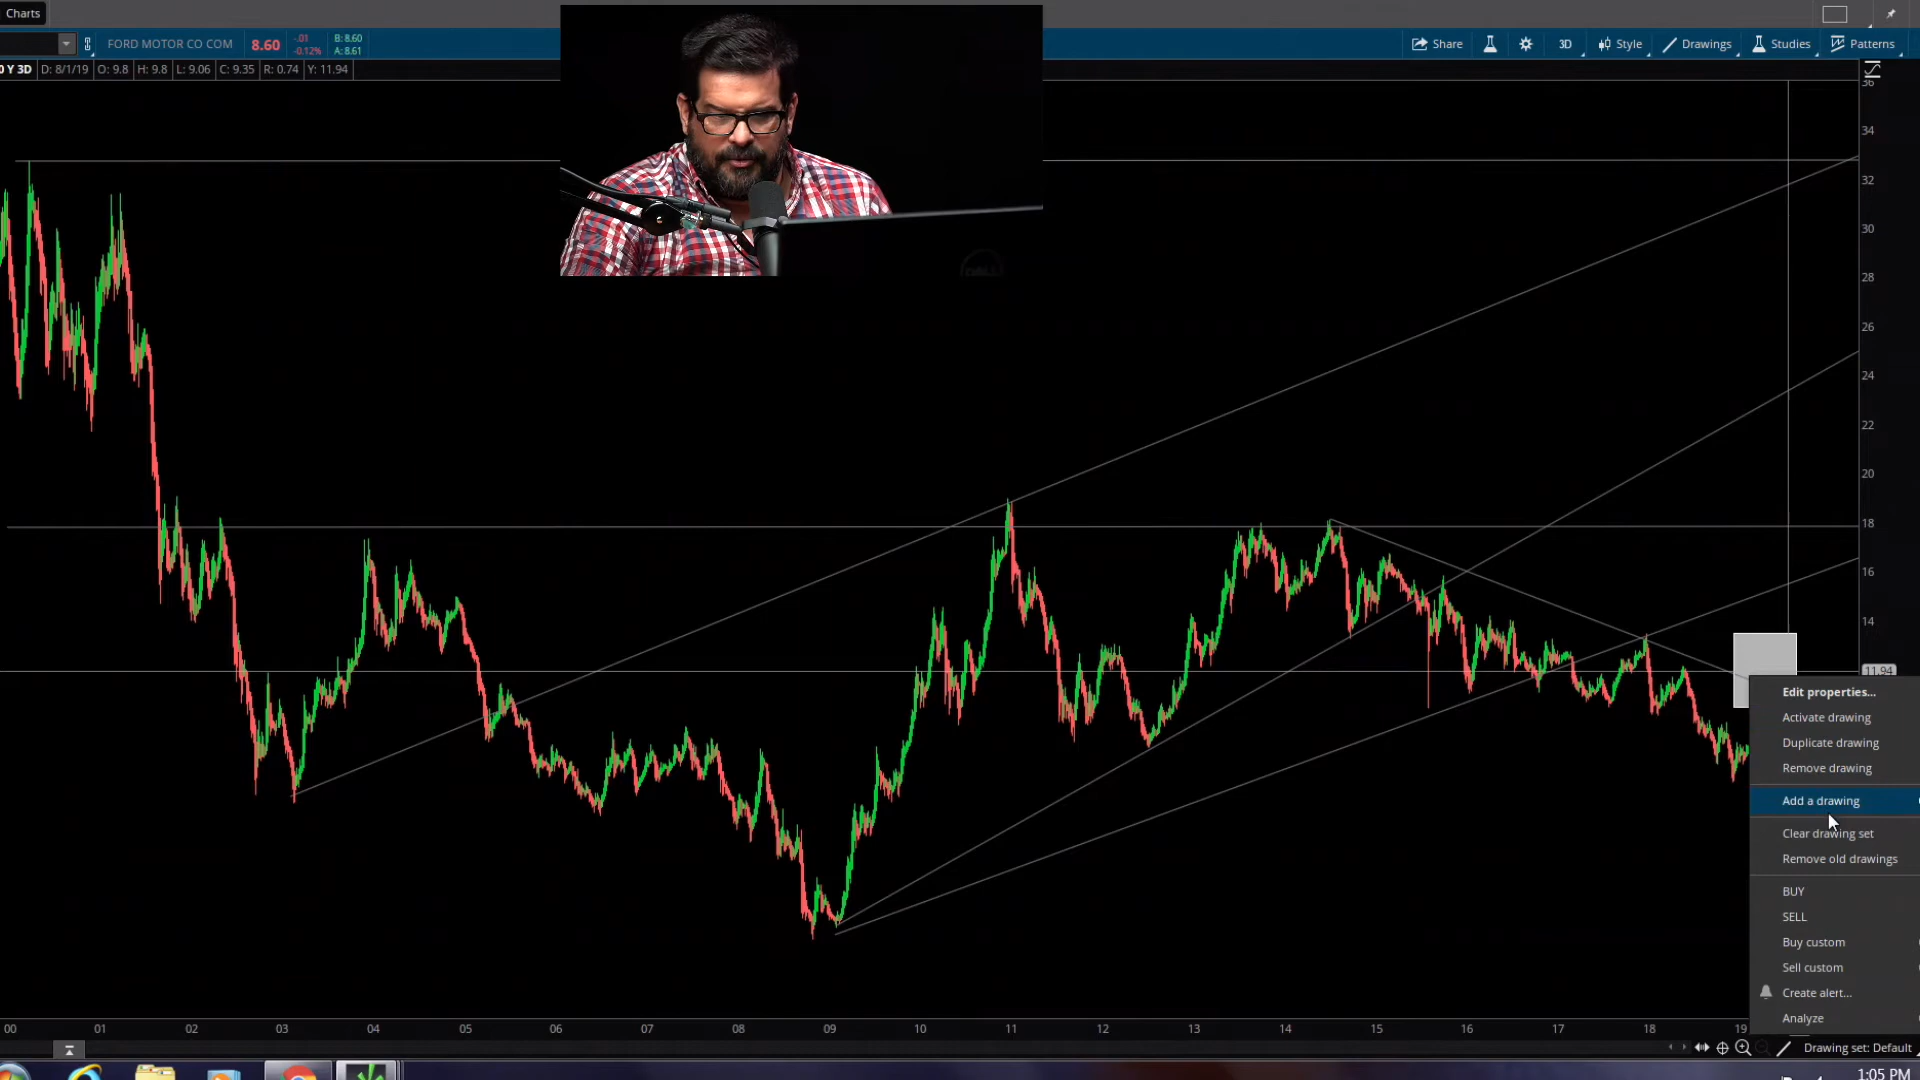 Charts
FORD MOTOR CO COM 8.60 -.01 -0.12% B: 8.60 A: 8.61 Share 3D Style Drawings Studies Patterns
Y 3D D: 8/1/19 O: 9.8 H: 9.8 L: 9.06 C: 9.35 R: 0.74 Y: 11.94
36
34
32
30
28
26
24
22
20
18
16
14
11.94
Edit properties...
Activate drawing
Duplicate drawing
Remove drawing
Add a drawing
Clear drawing set
Remove old drawings
BUY
SELL
Buy custom
Sell custom
Create alert...
Analyze
00 01 02 03 04 05 06 07 08 09 10 11 12 13 14 15 16 17 18 19
Drawing set: Default
1:05 PM